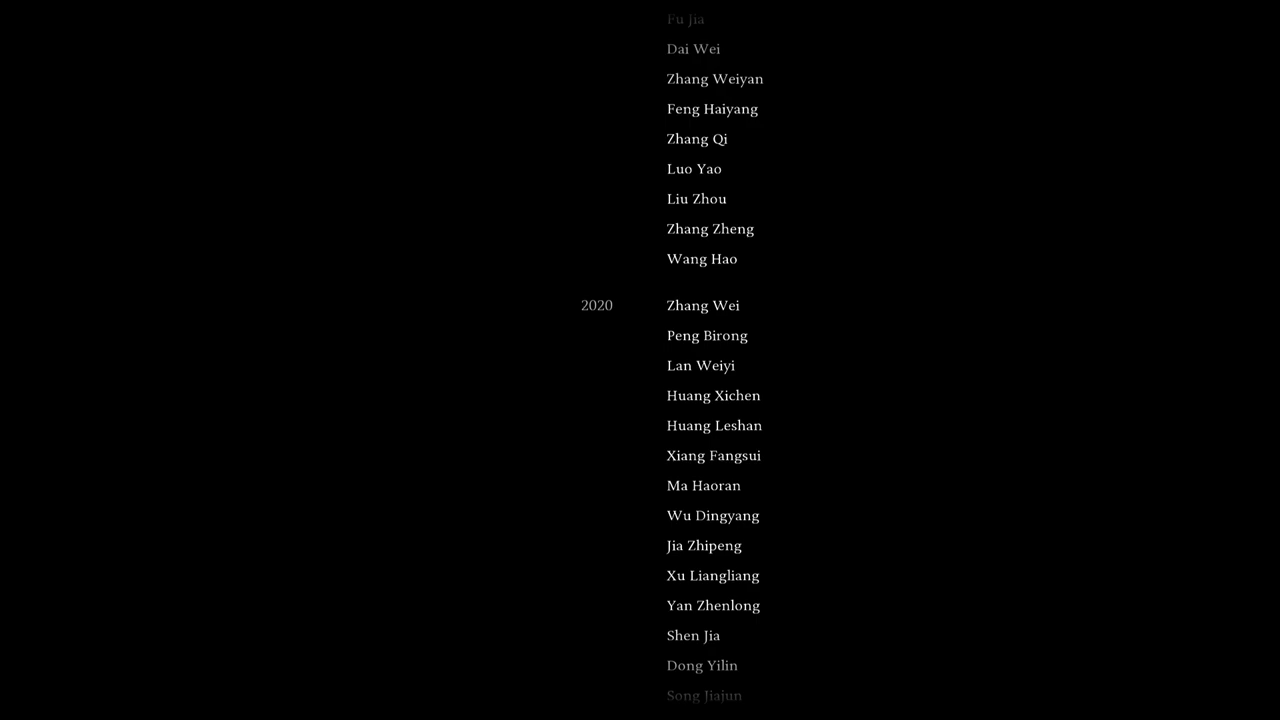 Fu Jia
Dai Wei
Zhang Weiyan
Feng Haiyang
Zhang Qi
Luo Yao
Liu Zhou
Zhang Zheng
Wang Hao
2020 Zhang Wei
Peng Birong
Lan Weiyi
Huang Xichen
Huang Leshan
Xiang Fangsui
Ma Haoran
Wu Dingyang
Jia Zhipeng
Xu Liangliang
Yan Zhenlong
Shen Jia
Dong Yilin
Song Jiajun